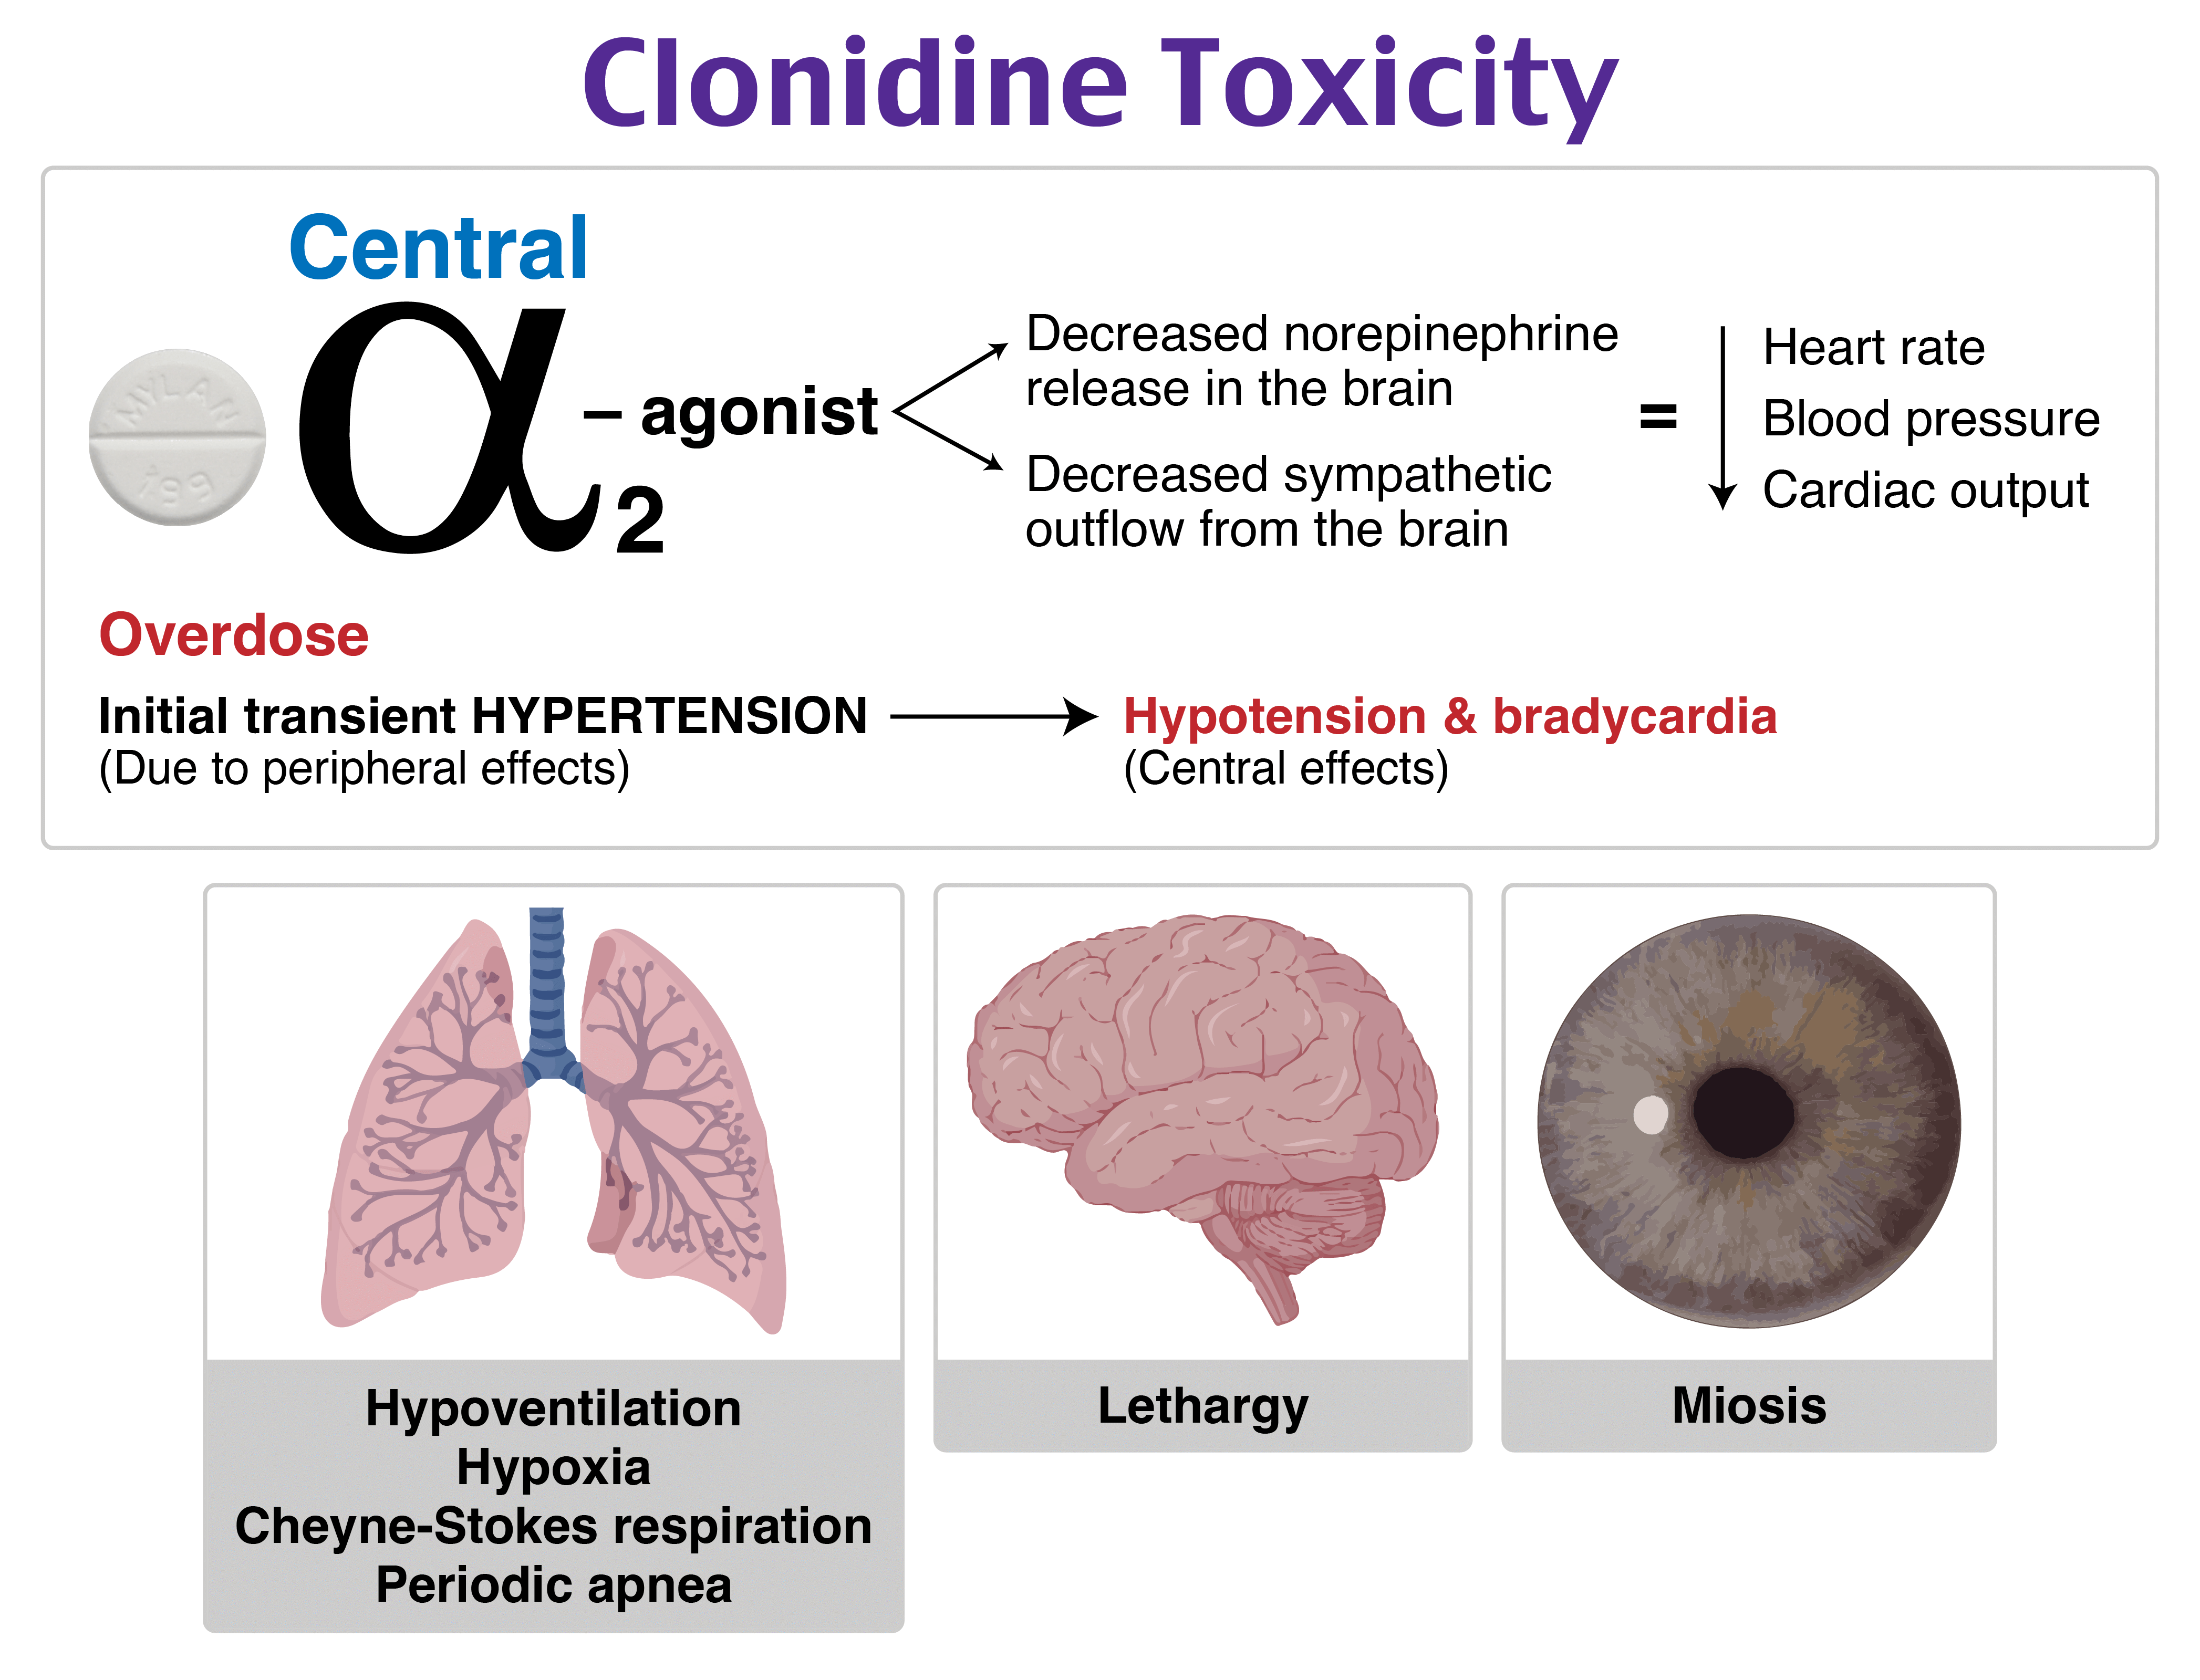 Clonidine Toxicity
Central
α2 – agonist
MYLAN
199
Decreased norepinephrine
release in the brain
Decreased sympathetic
outflow from the brain
=
Heart rate
Blood pressure
Cardiac output
Overdose
Initial transient HYPERTENSION
(Due to peripheral effects)
Hypotension & bradycardia
(Central effects)
Hypoventilation
Hypoxia
Cheyne-Stokes respiration
Periodic apnea
Lethargy
Miosis